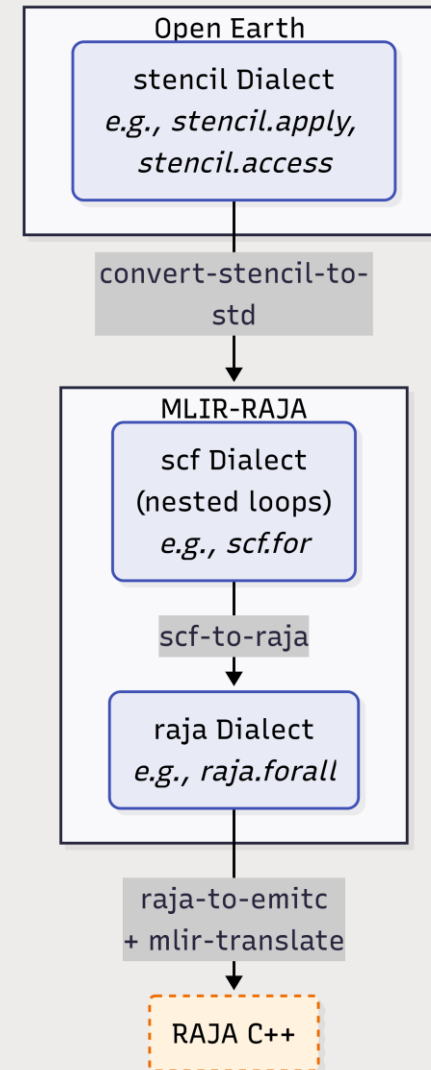 Open Earth
stencil Dialect
e.g., stencil.apply,
stencil.access
convert-stencil-to-
std
MLIR-RAJA
scf Dialect
(nested loops)
e.g., scf.for
scf-to-raja
raja Dialect
e.g., raja.forall
raja-to-emitc
+ mlir-translate
RAJA C++